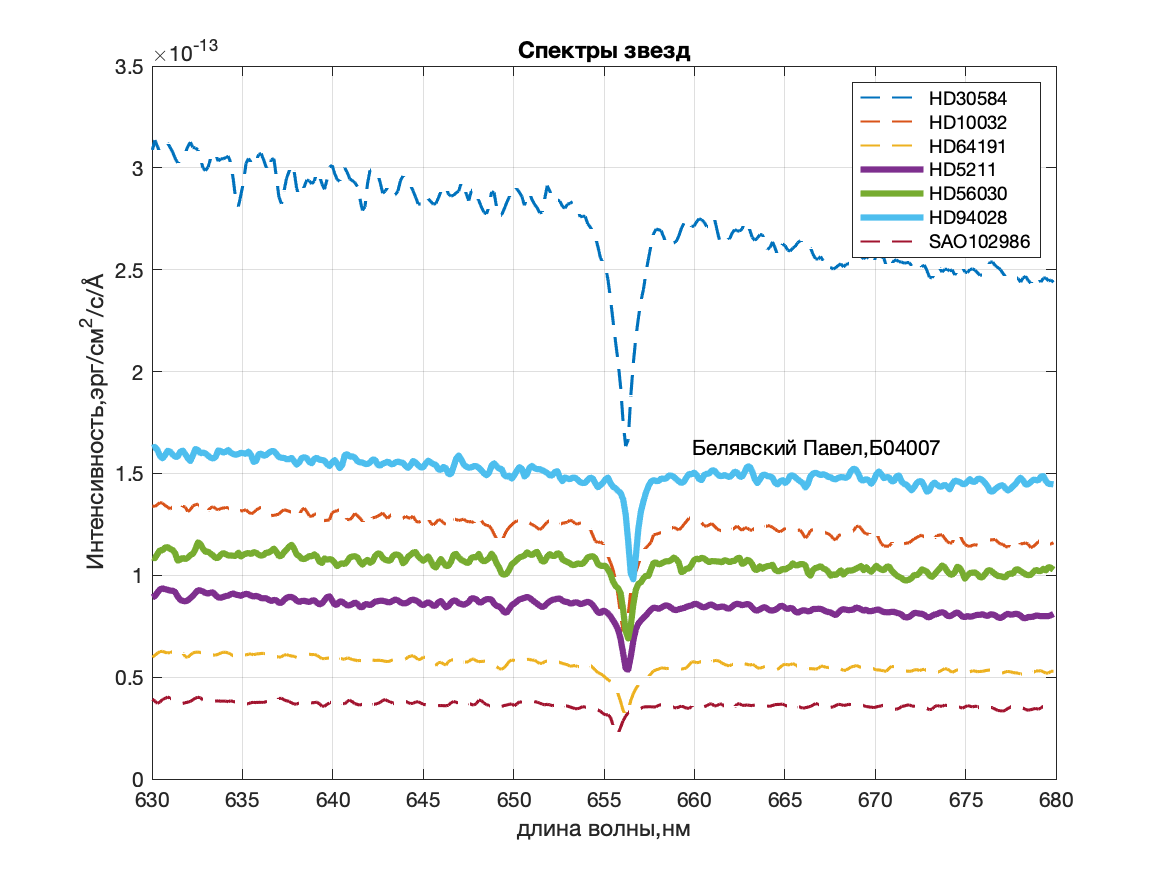 Спектры звезд
×10-13
3.5
3
2.5
2
1.5
1
0.5
0
Интенсивность,эрг/см2/с/Å
HD30584
HD10032
HD64191
HD5211
HD56030
HD94028
SAO102986
Белявский Павел,Б04007
630 635 640 645 650 655 660 665 670 675 680
длина волны,нм